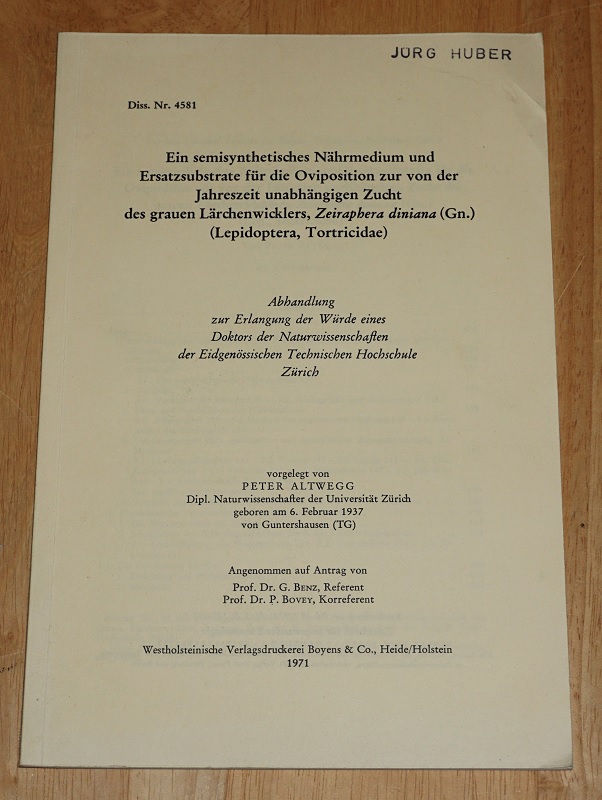 JÜRG HUBER
Diss. Nr. 4581
Ein semisynthetisches Nährmedium und
Ersatzsubstrate für die Oviposition zur von der
Jahreszeit unabhängigen Zucht
des grauen Lärchenwicklers, Zeiraphera diniana (Gn.)
(Lepidoptera, Tortricidae)
Abhandlung
zur Erlangung der Würde eines
Doktors der Naturwissenschaften
der Eidgenössischen Technischen Hochschule
Zürich
vorgelegt von
PETER ALTWEGG
Dipl. Naturwissenschafter der Universität Zürich
geboren am 6. Februar 1937
von Guntershausen (TG)
Angenommen auf Antrag von
Prof. Dr. G. BENZ, Referent
Prof. Dr. P. BOVEY, Korreferent
Westholsteinische Verlagsdruckerei Boyens & Co., Heide/Holstein
1971